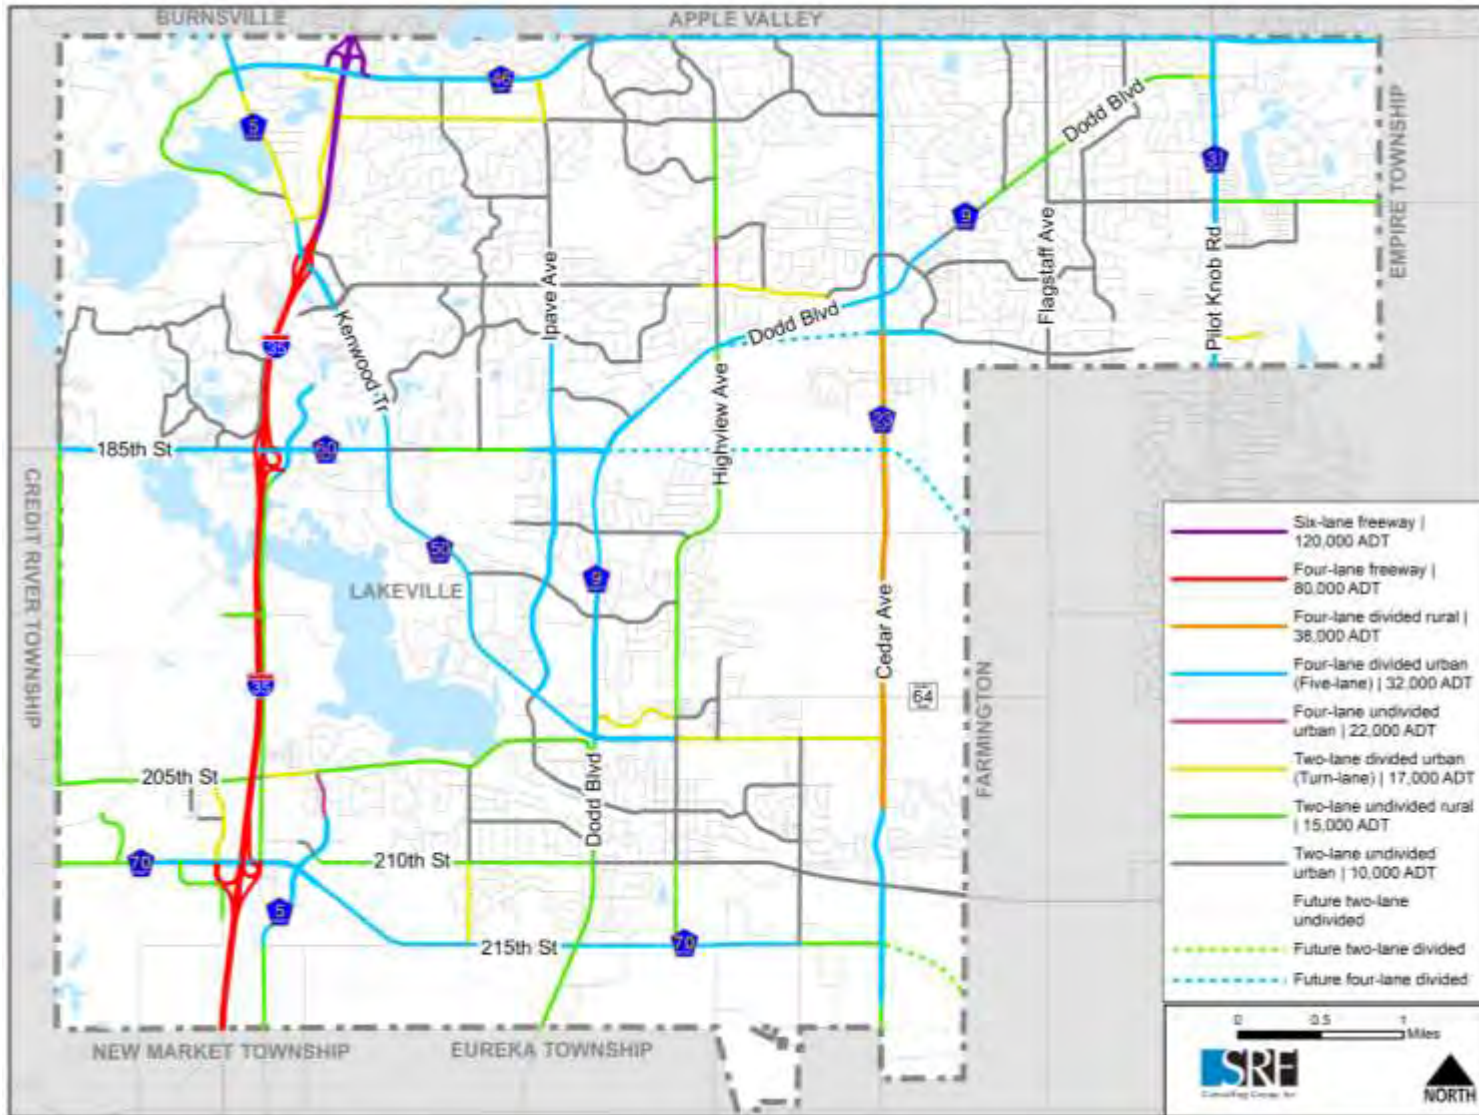 BURNSVILLE
APPLE VALLEY
46
5
Dodd Blvd
31
EMPIRE TOWNSHIP
9
Flagstaff Ave
Pilot Knob Rd
Ipava Ave
Dodd Blvd
35
Kenwood Tr
Highview Ave
23
185th St
60
CREDIT RIVER TOWNSHIP
50
9
LAKEVILLE
Cedar Ave
35
64
FARMINGTON
205th St
Dodd Blvd
70
210th St
5
215th St
70
NEW MARKET TOWNSHIP
EUREKA TOWNSHIP
Six-lane freeway |
120,000 ADT
Four-lane freeway |
80,000 ADT
Four-lane divided rural |
38,000 ADT
Four-lane divided urban
(Five-lane) | 32,000 ADT
Four-lane undivided
urban | 22,000 ADT
Two-lane divided urban
(Turn-lane) | 17,000 ADT
Two-lane undivided rural
| 15,000 ADT
Two-lane undivided
urban | 10,000 ADT
Future two-lane
undivided
Future two-lane divided
Future four-lane divided
0 0.5 1
Miles
SRF
Consulting Group, Inc.
NORTH